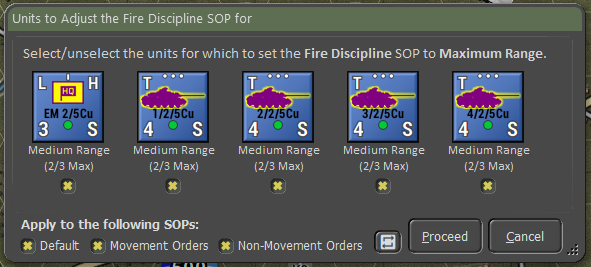 Units to Adjust the Fire Discipline SOP for
Select/unselect the units for which to set the Fire Discipline SOP to Maximum Range.
L HQ H
EM 2/5Cu
3 S
T
1/2/5Cu
4 S
T
2/2/5Cu
4 S
T
3/2/5Cu
4 S
T
4/2/5Cu
4 S
Medium Range
(2/3 Max)
Medium Range
(2/3 Max)
Medium Range
(2/3 Max)
Medium Range
(2/3 Max)
Medium Range
(2/3 Max)
Apply to the following SOPs:
Default Movement Orders Non-Movement Orders
Proceed
Cancel